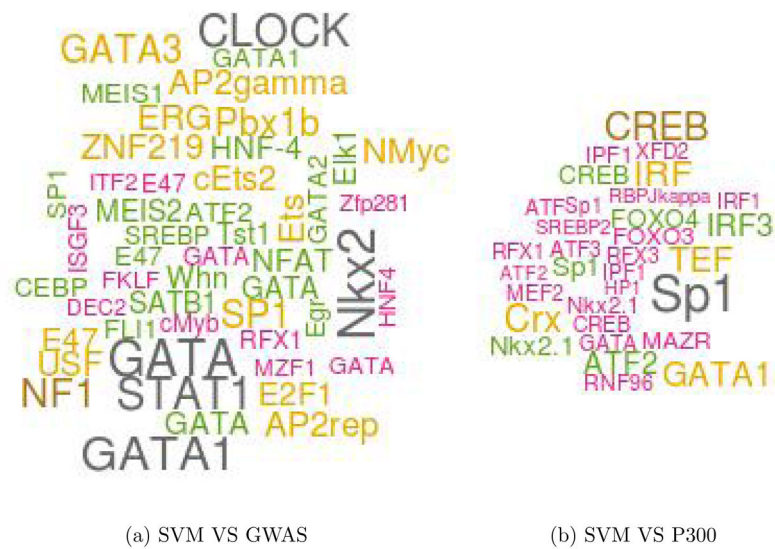 CLOCK
GATA3
GATA1
AP2gamma
MEIS1
ERG Pbx1b
ZNF219 HNF-4
Elk1
NMyc
SP1
ITF2 E47 cEts2
GATA2
Zfp281
MEIS2 ATF2
Ets
ISGF3
SREBP Tst1
E47 GATA NFAT
Nkx2
CEBP FKLF Whn GATA
HNF4
DEC2 SATB1 SP1
Egr
FLI1 cMyb
E47 RFX1
USF GATA MZF1 GATA
NF1 STAT1 E2F1
GATA AP2rep
GATA1
(a) SVM VS GWAS
CREB
IPF1 XFD2
CREB IRF
RBPJkappa IRF1
ATF Sp1
FOXO4 IRF3
SREBP2 FOXO3
RFX1 ATF3 RFX3 TEF
ATF2 Sp1 IPF1
HP1 Sp1
MEF2 Nkx2.1
Crx CREB
Nkx2.1 GATA MAZR
ATF2 GATA1
RNF96
(b) SVM VS P300